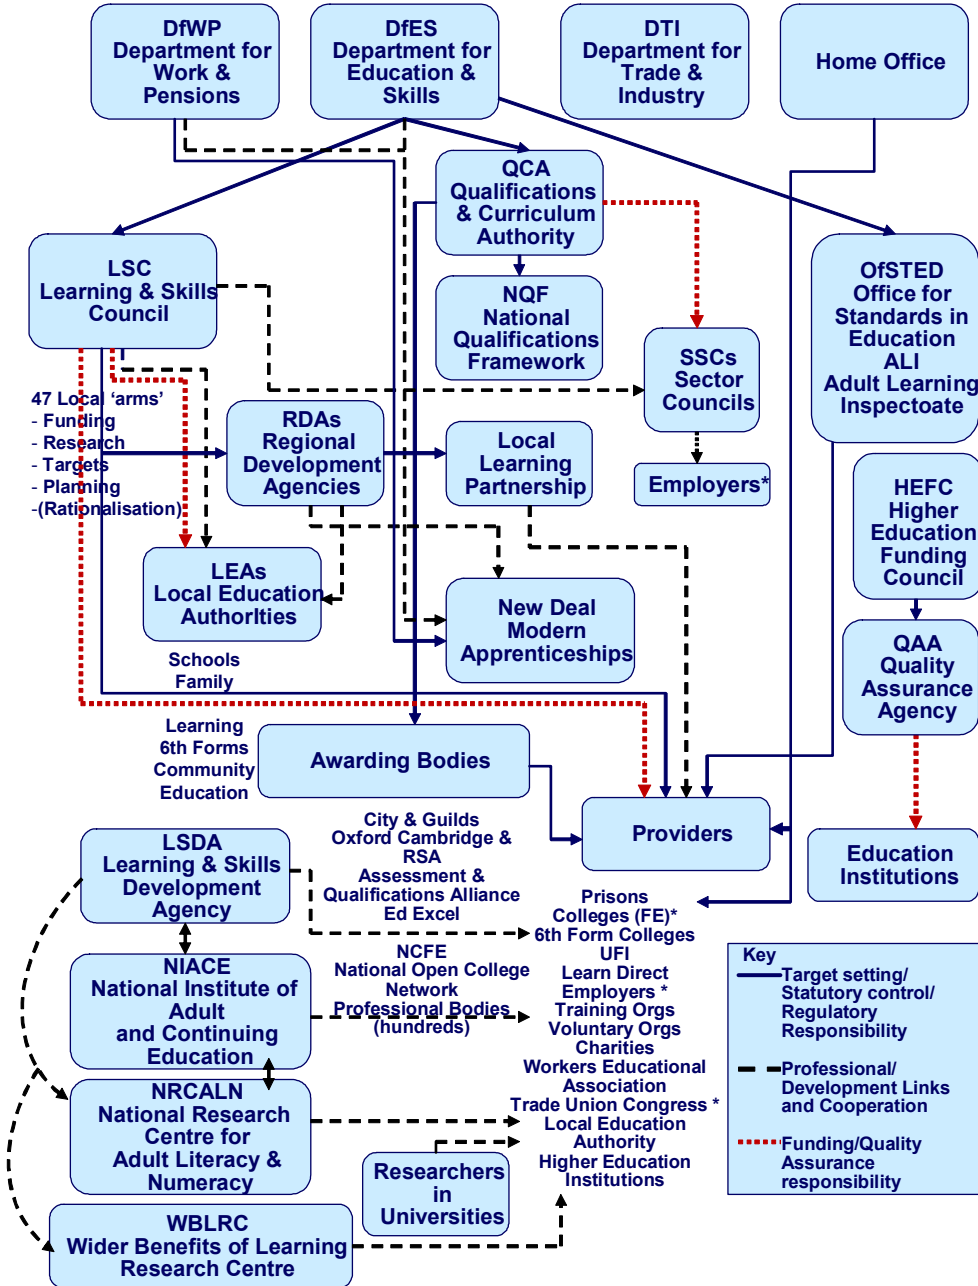 DfWP
Department for
Work &
Pensions
DfES
Department for
Education &
Skills
DTI
Department for
Trade &
Industry
Home Office
QCA
Qualifications
& Curriculum
Authority
LSC
Learning & Skills
Council
NQF
National
Qualifications
Framework
SSCs
Sector
Councils
OfSTED
Office for
Standards in
Education
ALI
Adult Learning
Inspectoate
47 Local ‘arms’
- Funding
- Research
- Targets
- Planning
-(Rationalisation)
RDAs
Regional
Development
Agencies
Local
Learning
Partnership
Employers*
HEFC
Higher
Education
Funding
Council
LEAs
Local Education
AuthorIties
New Deal
Modern
Apprenticeships
QAA
Quality
Assurance
Agency
Schools
Family
Learning
6th Forms
Community
Education
Awarding Bodies
Providers
Education
Institutions
City & Guilds
Oxford Cambridge &
RSA
Assessment &
Qualifications Alliance
Ed Excel
NCFE
National Open College
Network
Professional Bodies
(hundreds)
LSDA
Learning & Skills
Development
Agency
NIACE
National Institute of
Adult
and Continuing
Education
NRCALN
National Research
Centre for
Adult Literacy &
Numeracy
WBLRC
Wider Benefits of Learning
Research Centre
Researchers
in
Universities
Prisons
Colleges (FE)*
6th Form Colleges
UFI
Learn Direct
Employers *
Training Orgs
Voluntary Orgs
Charities
Workers Educational
Association
Trade Union Congress *
Local Education
Authority
Higher Education
Institutions
Key
Target setting/
Statutory control/
Regulatory
Responsibility
Professional/
Development Links
and Cooperation
Funding/Quality
Assurance
responsibility